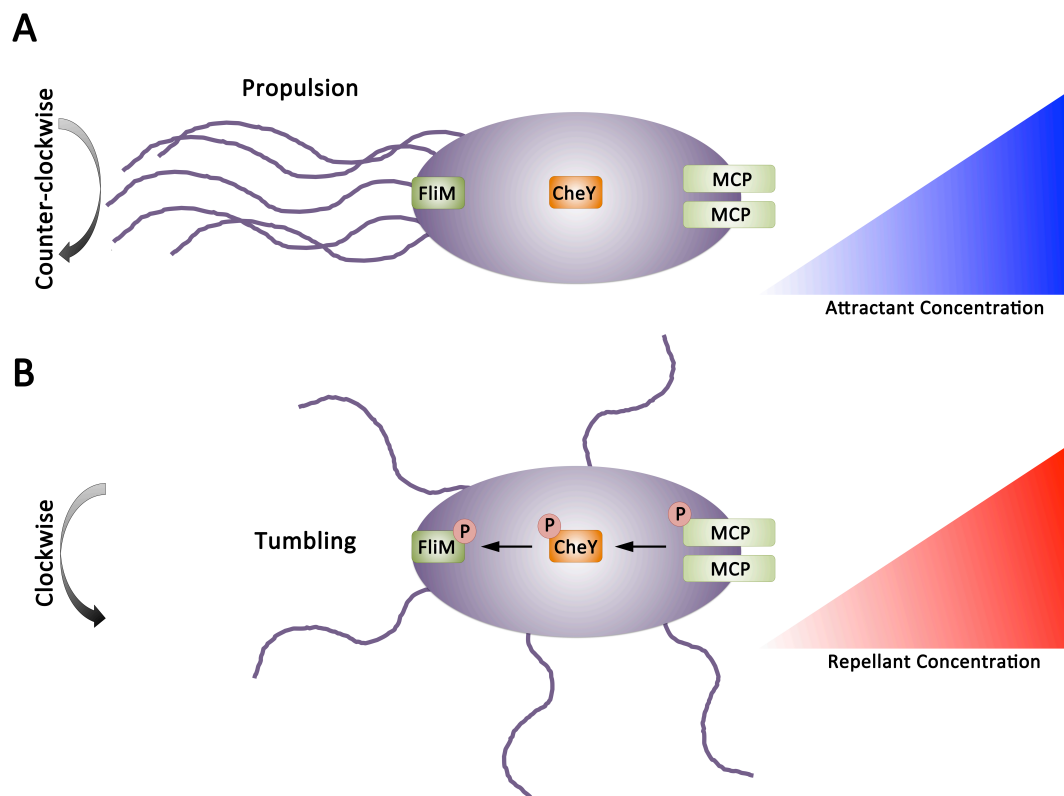 A
Propulsion
Counter-clockwise
FliM
CheY
MCP
MCP
Attractant Concentration
B
Clockwise
Tumbling
FliM
P
P
CheY
P
MCP
MCP
Repellant Concentration